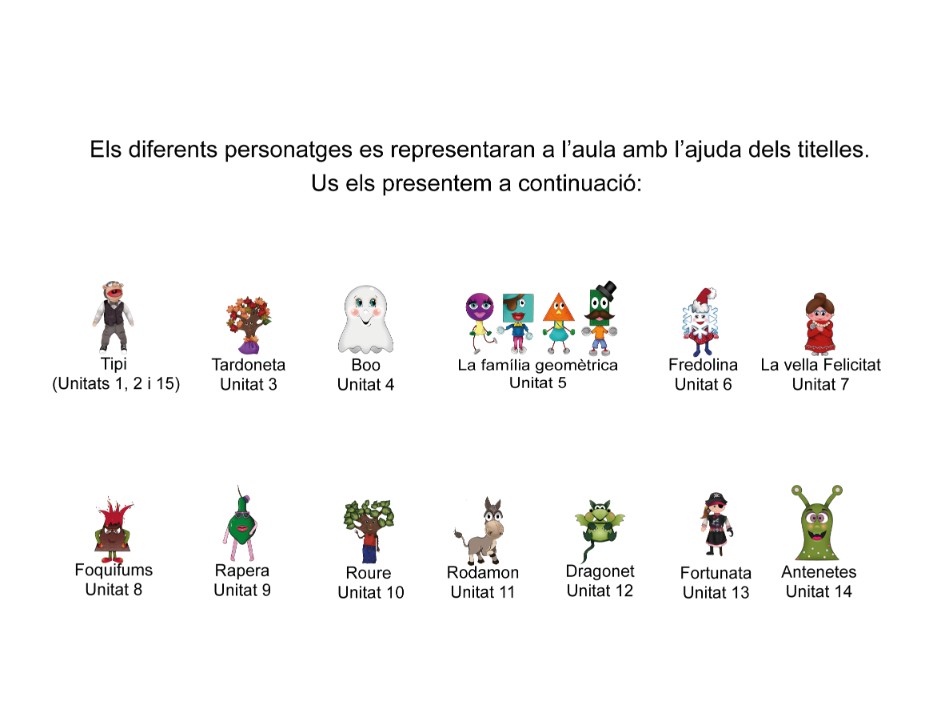 Els diferents personatges es representaran a l'aula amb l'ajuda dels titelles.
Us els presentem a continuació:
Tipi
(Unitats 1, 2 i 15)
Tardoneta
Unitat 3
Boo
Unitat 4
La família geomètrica
Unitat 5
Fredolina
Unitat 6
La vella Felicitat
Unitat 7
Foquifums
Unitat 8
Rapera
Unitat 9
Roure
Unitat 10
Rodamon
Unitat 11
Dragonet
Unitat 12
Fortunata
Unitat 13
Antenetes
Unitat 14